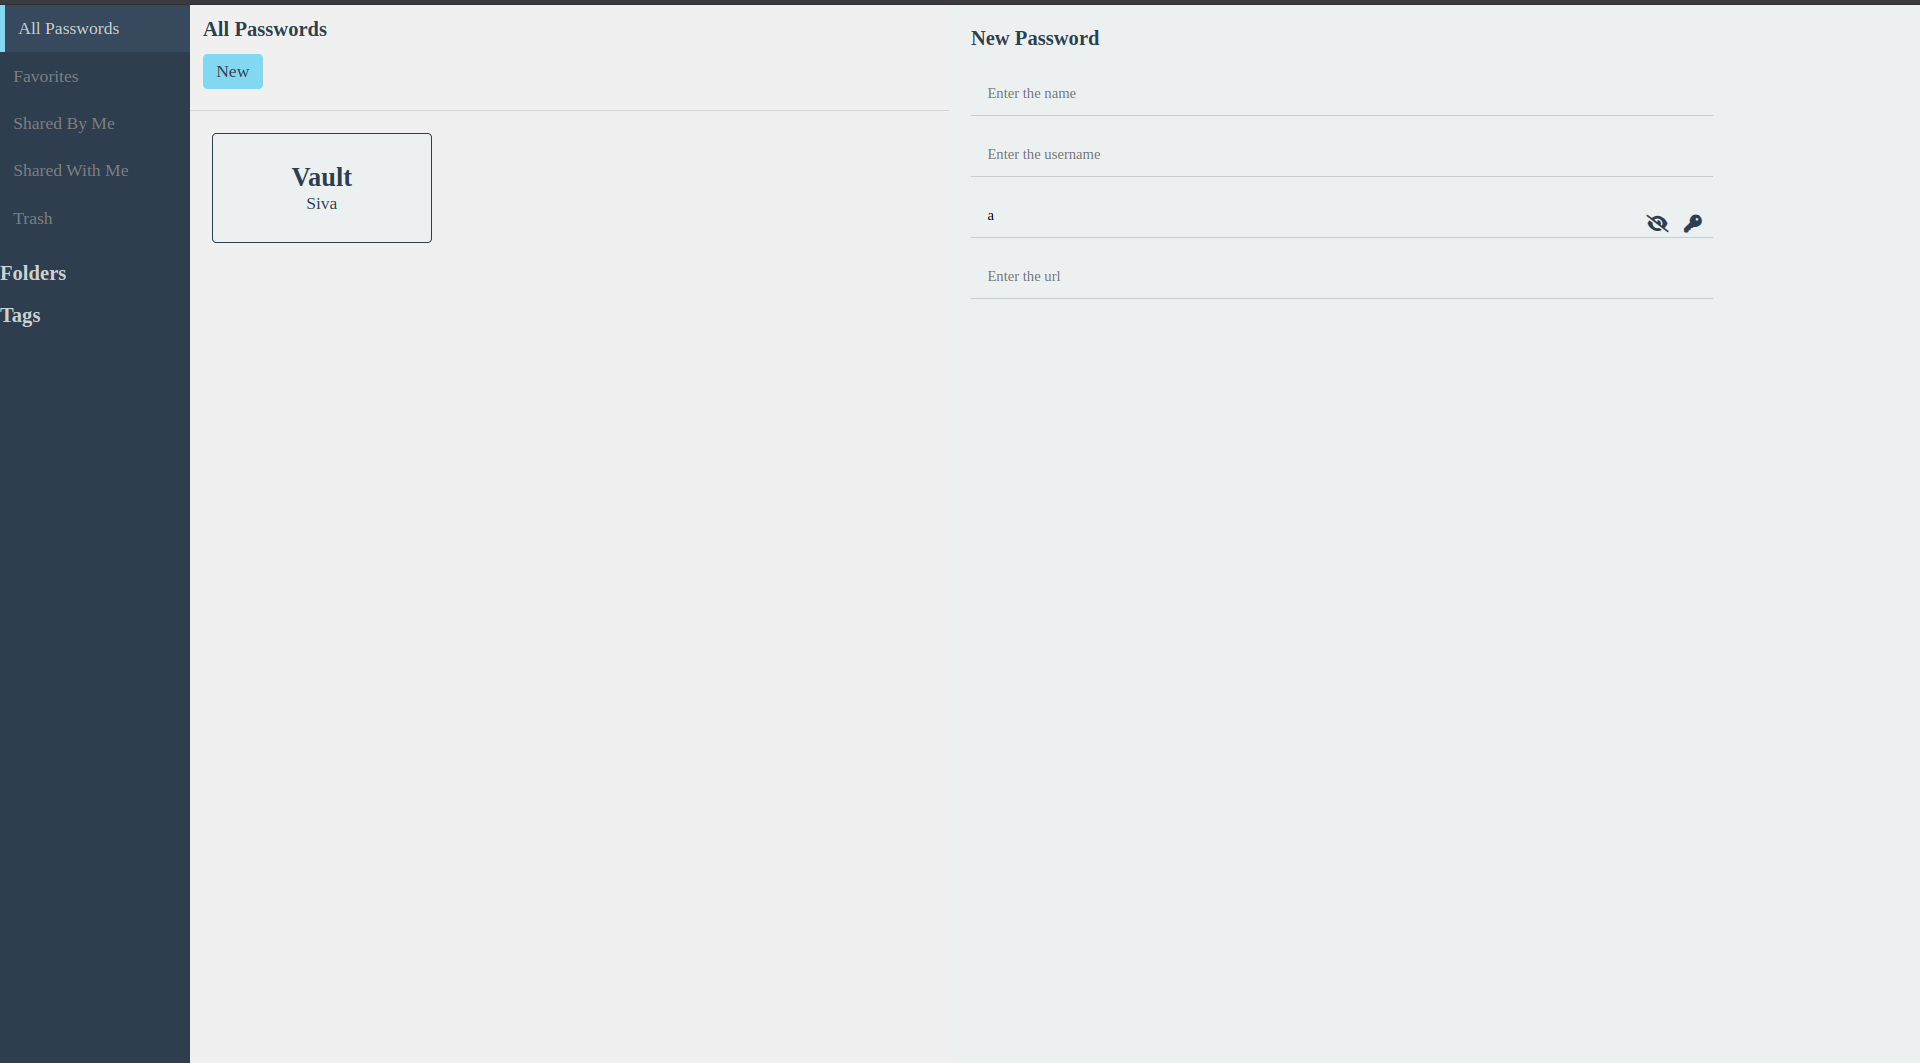 All Passwords
Favorites
Shared By Me
Shared With Me
Trash
Folders
Tags
All Passwords
New
Vault
Siva
New Password
Enter the name
Enter the username
a
Enter the url